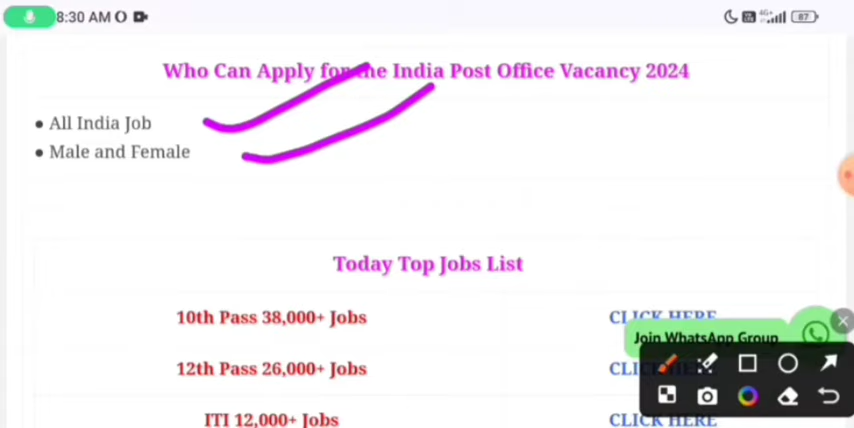 8:30 AM
4G+
87
Who Can Apply for the India Post Office Vacancy 2024
All India Job
Male and Female
Today Top Jobs List
10th Pass 38,000+ Jobs CLICK HERE
Join WhatsApp Group
12th Pass 26,000+ Jobs
ITI 12,000+ Jobs CLICK HERE